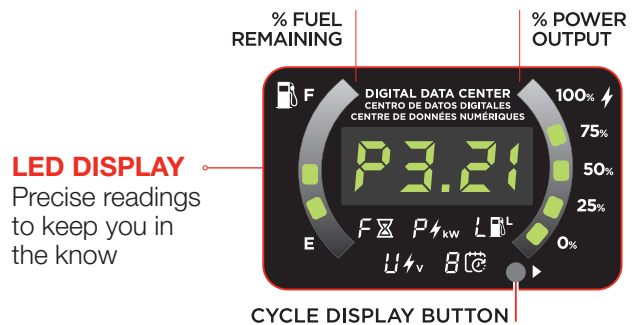 % FUEL
REMAINING
% POWER
OUTPUT
F
DIGITAL DATA CENTER
CENTRO DE DATOS DIGITALES
CENTRE DE DONNÉES NUMÉRIQUES
100%
75%
50%
25%
0%
P3.21
E
F P kW L L
U V 8
LED DISPLAY
Precise readings
to keep you in
the know
CYCLE DISPLAY BUTTON